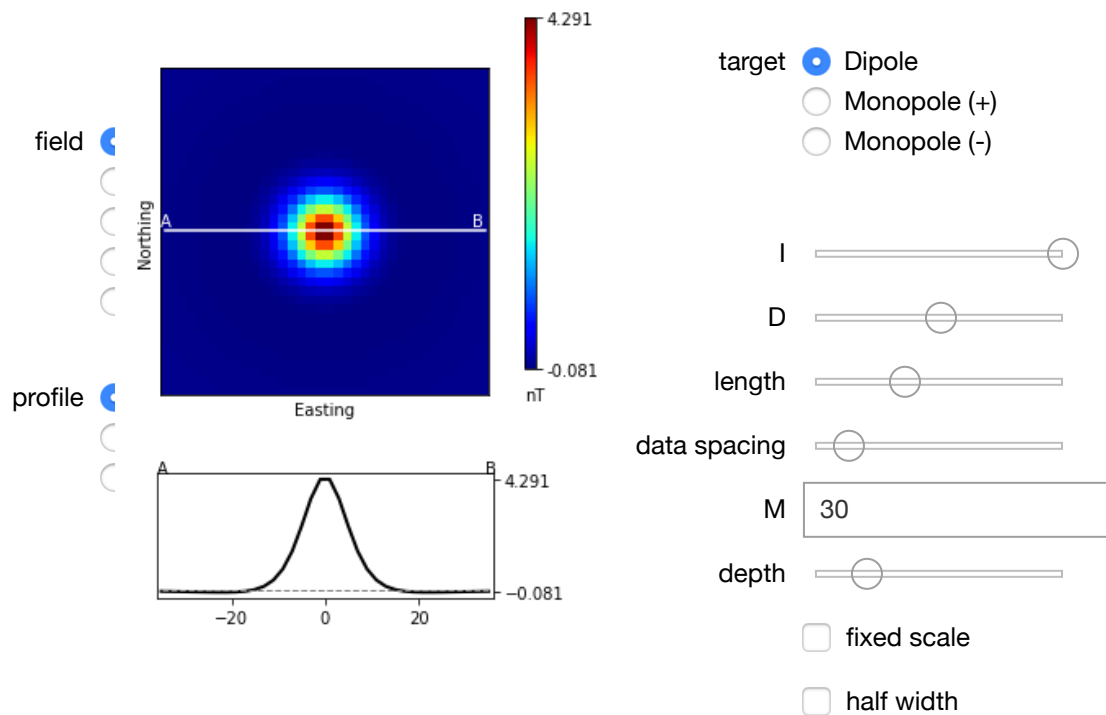 4.291
-0.081
nT
field
A
B
Northing
Easting
profile
A
B
4.291
−0.081
−20
0
20
target
Dipole
Monopole (+)
Monopole (-)
I
D
length
data spacing
M
30
depth
fixed scale
half width